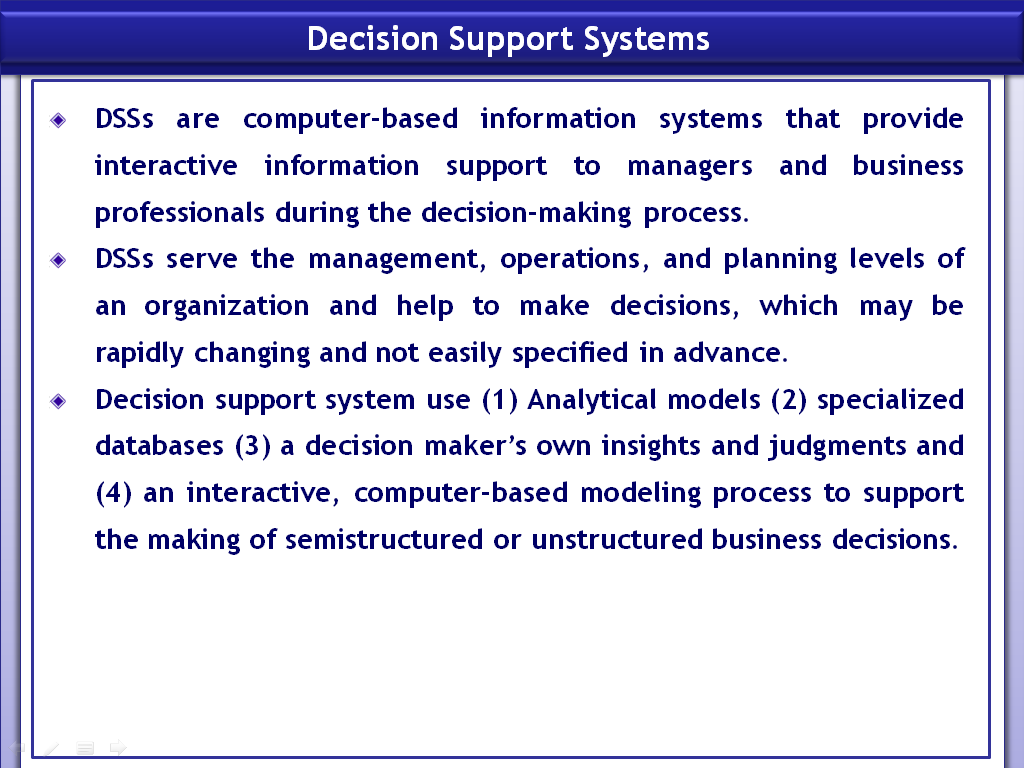 Decision Support Systems
DSSs are computer-based information systems that provide
interactive information support to managers and business
professionals during the decision-making process.
DSSs serve the management, operations, and planning levels of
an organization and help to make decisions, which may be
rapidly changing and not easily specified in advance.
Decision support system use (1) Analytical models (2) specialized
databases (3) a decision maker’s own insights and judgments and
(4) an interactive, computer-based modeling process to support
the making of semistructured or unstructured business decisions.